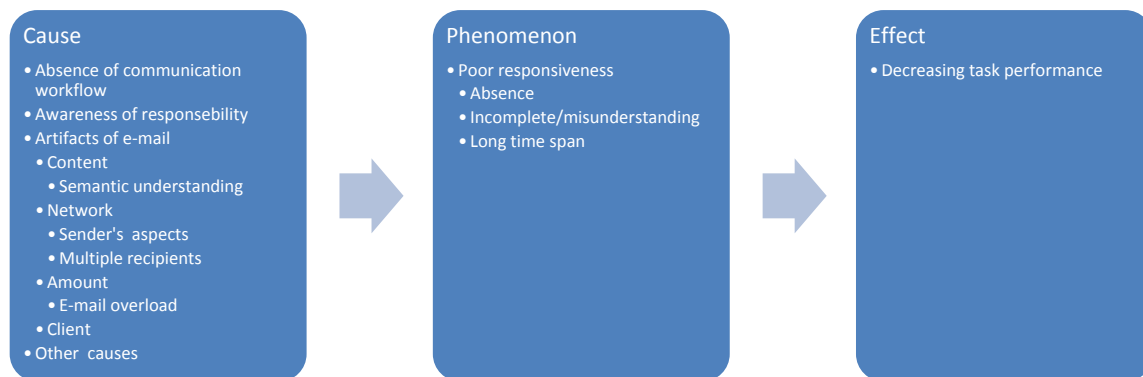 Cause
• Absence of communication
workflow
• Awareness of responsebility
• Artifacts of e-mail
• Content
• Semantic understanding
• Network
• Sender's aspects
• Multiple recipients
• Amount
• E-mail overload
• Client
• Other causes
Phenomenon
• Poor responsiveness
• Absence
• Incomplete/misunderstanding
• Long time span
Effect
• Decreasing task performance